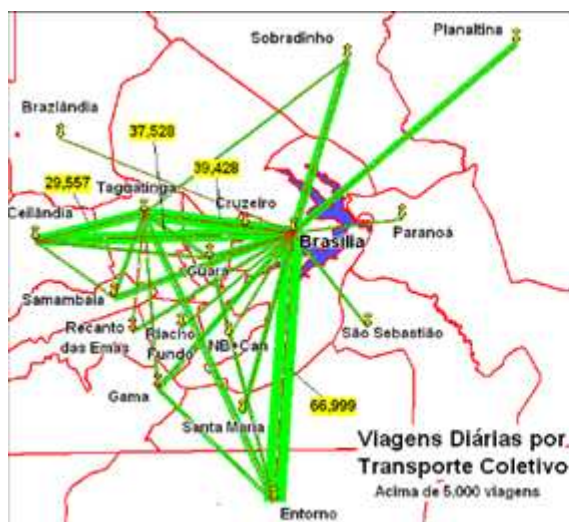 Planaltina
Sobradinho
Brazlândia
37,528
39,428
29,557
Taguatinga
Cruzeiro
Ceilândia
Paranoá
Brasília
Guará
Samambaia
Recanto
das Emas
Riacho
Fundo
NB+Can
São Sebastião
Gama
66,999
Santa Maria
Viagens Diárias por
Transporte Coletivo
Acima de 5,000 viagens
Entorno